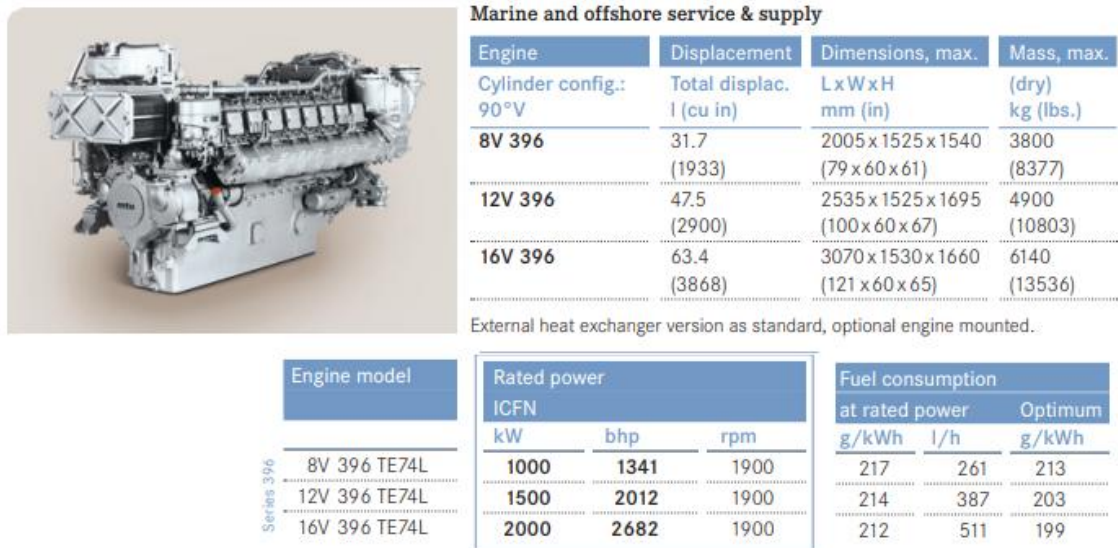 Marine and offshore service & supply
Engine Displacement Dimensions, max. Mass, max.
Cylinder config.: Total displac. L x W x H (dry)
90°V l (cu in) mm (in) kg (lbs.)
8V 396 31.7 2005 x 1525 x 1540 3800
(1933) (79 x 60 x 61) (8377)
12V 396 47.5 2535 x 1525 x 1695 4900
(2900) (100 x 60 x 67) (10803)
16V 396 63.4 3070 x 1530 x 1660 6140
(3868) (121 x 60 x 65) (13536)
External heat exchanger version as standard, optional engine mounted.
Engine model Rated power Fuel consumption
ICFN at rated power Optimum
kW bhp rpm g/kWh l/h g/kWh
Series 396
8V 396 TE74L 1000 1341 1900 217 261 213
12V 396 TE74L 1500 2012 1900 214 387 203
16V 396 TE74L 2000 2682 1900 212 511 199